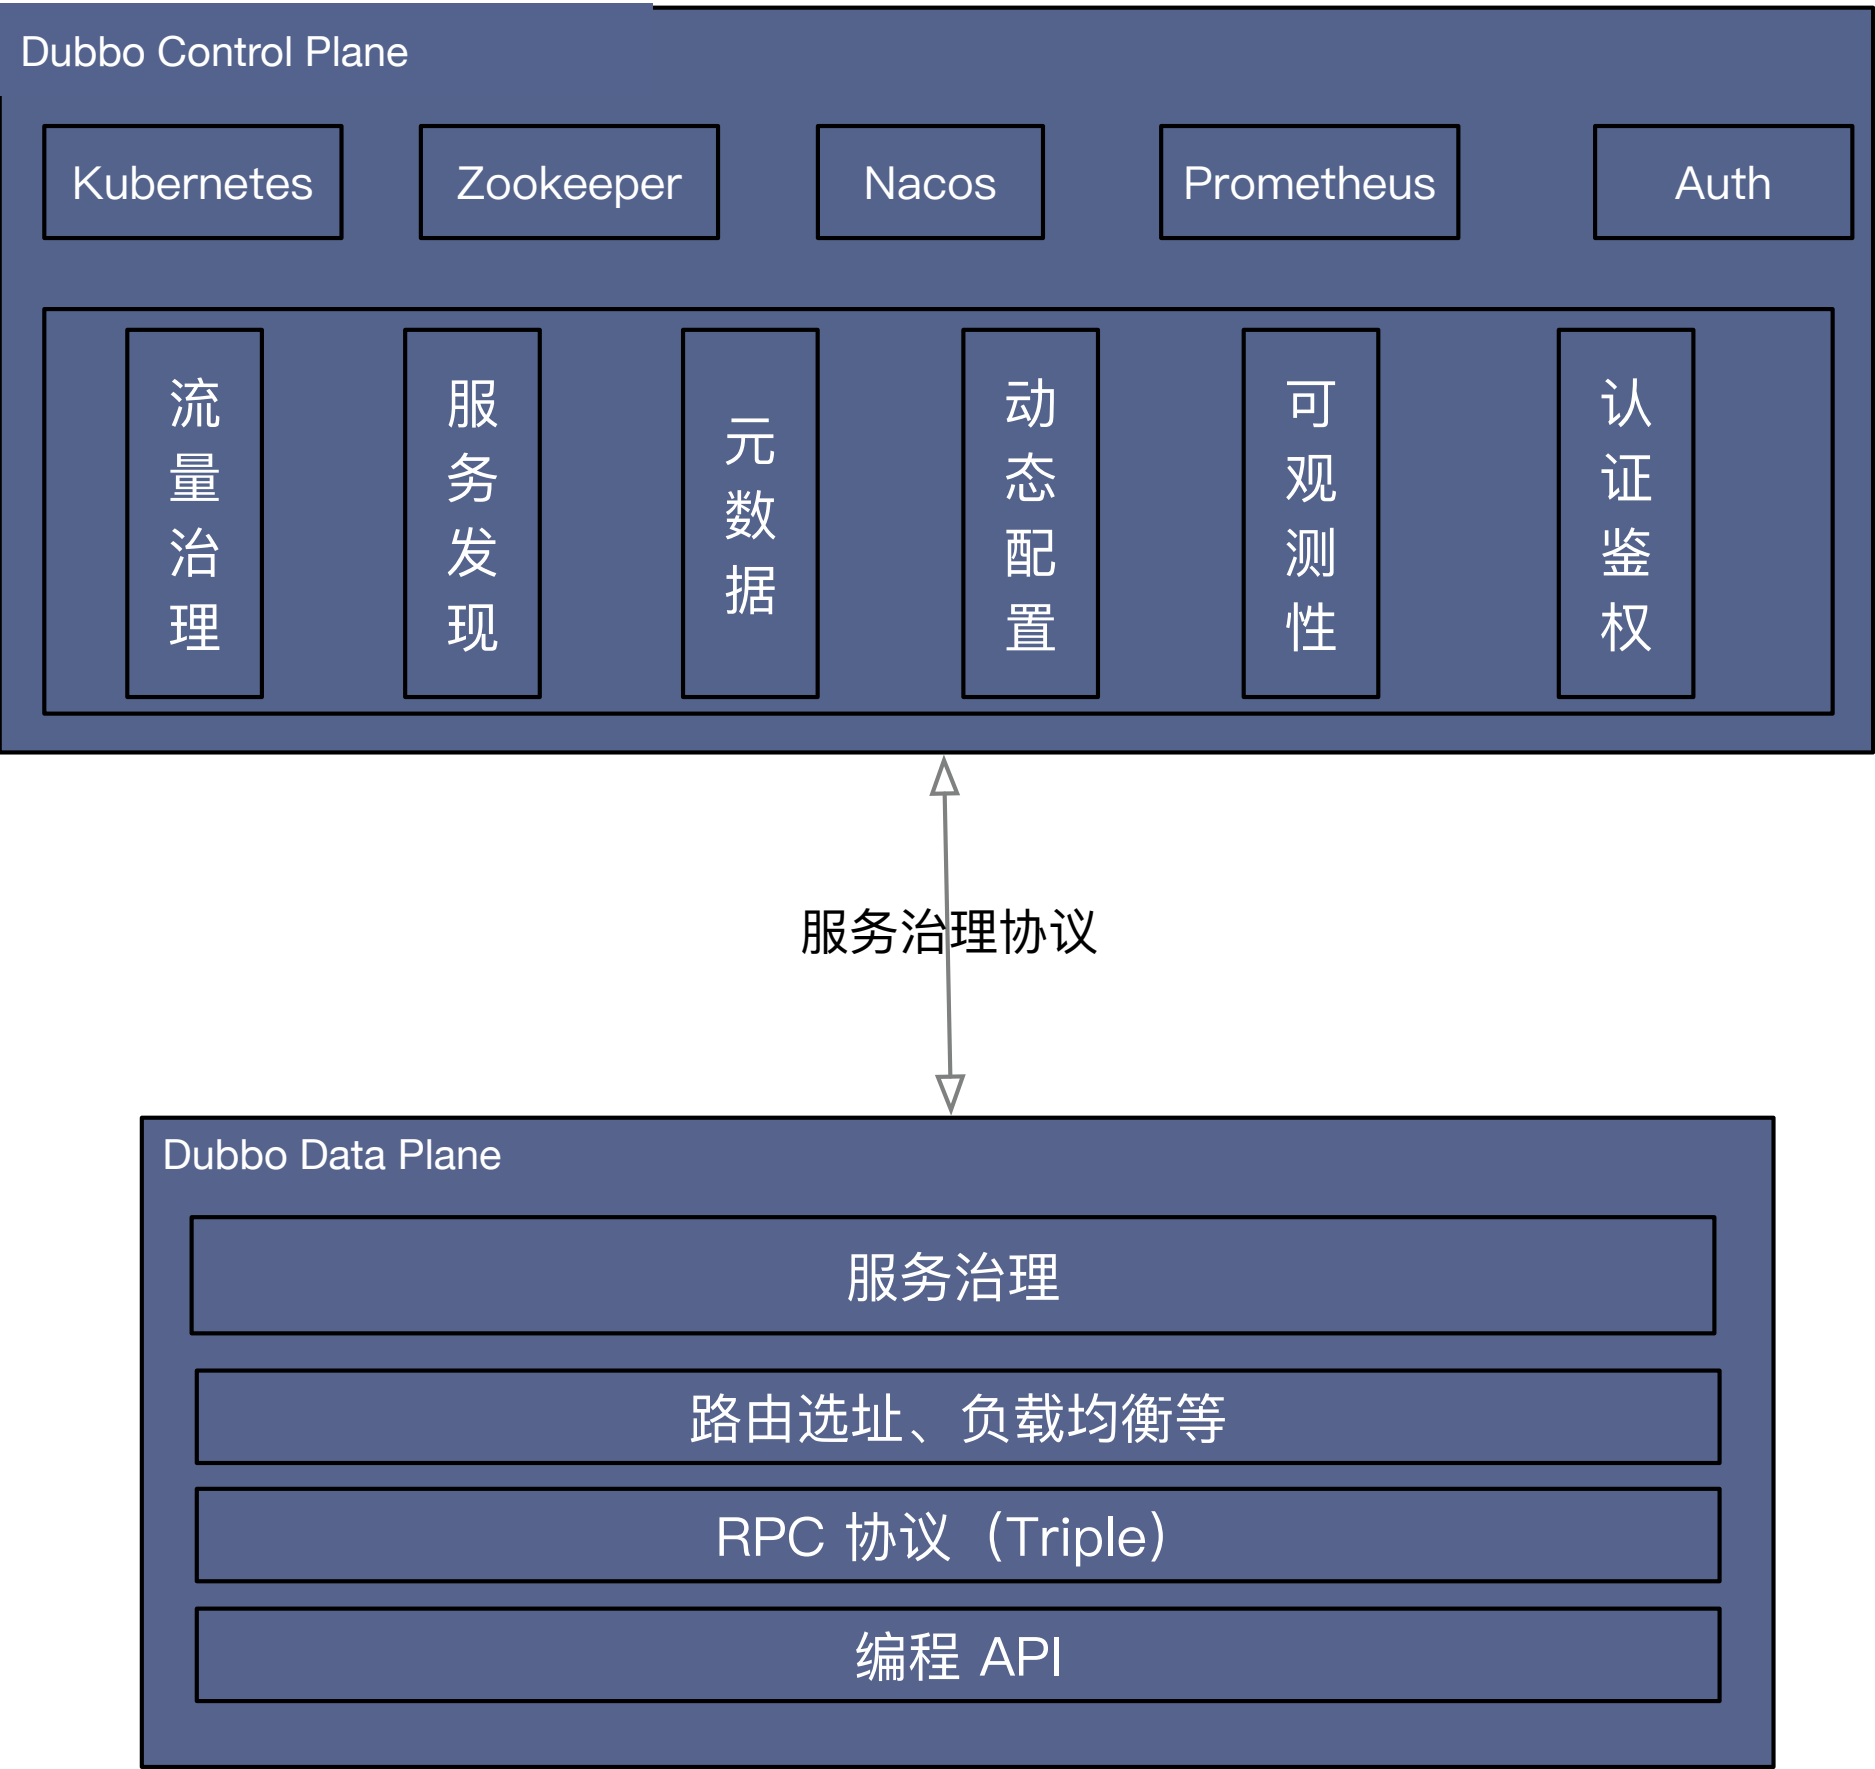 Dubbo Control Plane
Kubernetes
Zookeeper
Nacos
Prometheus
Auth
流量治理
服务发现
元数据
动态配置
可观测性
认证鉴权
服务治理协议
Dubbo Data Plane
服务治理
路由选址、负载均衡等
RPC 协议（Triple）
编程 API